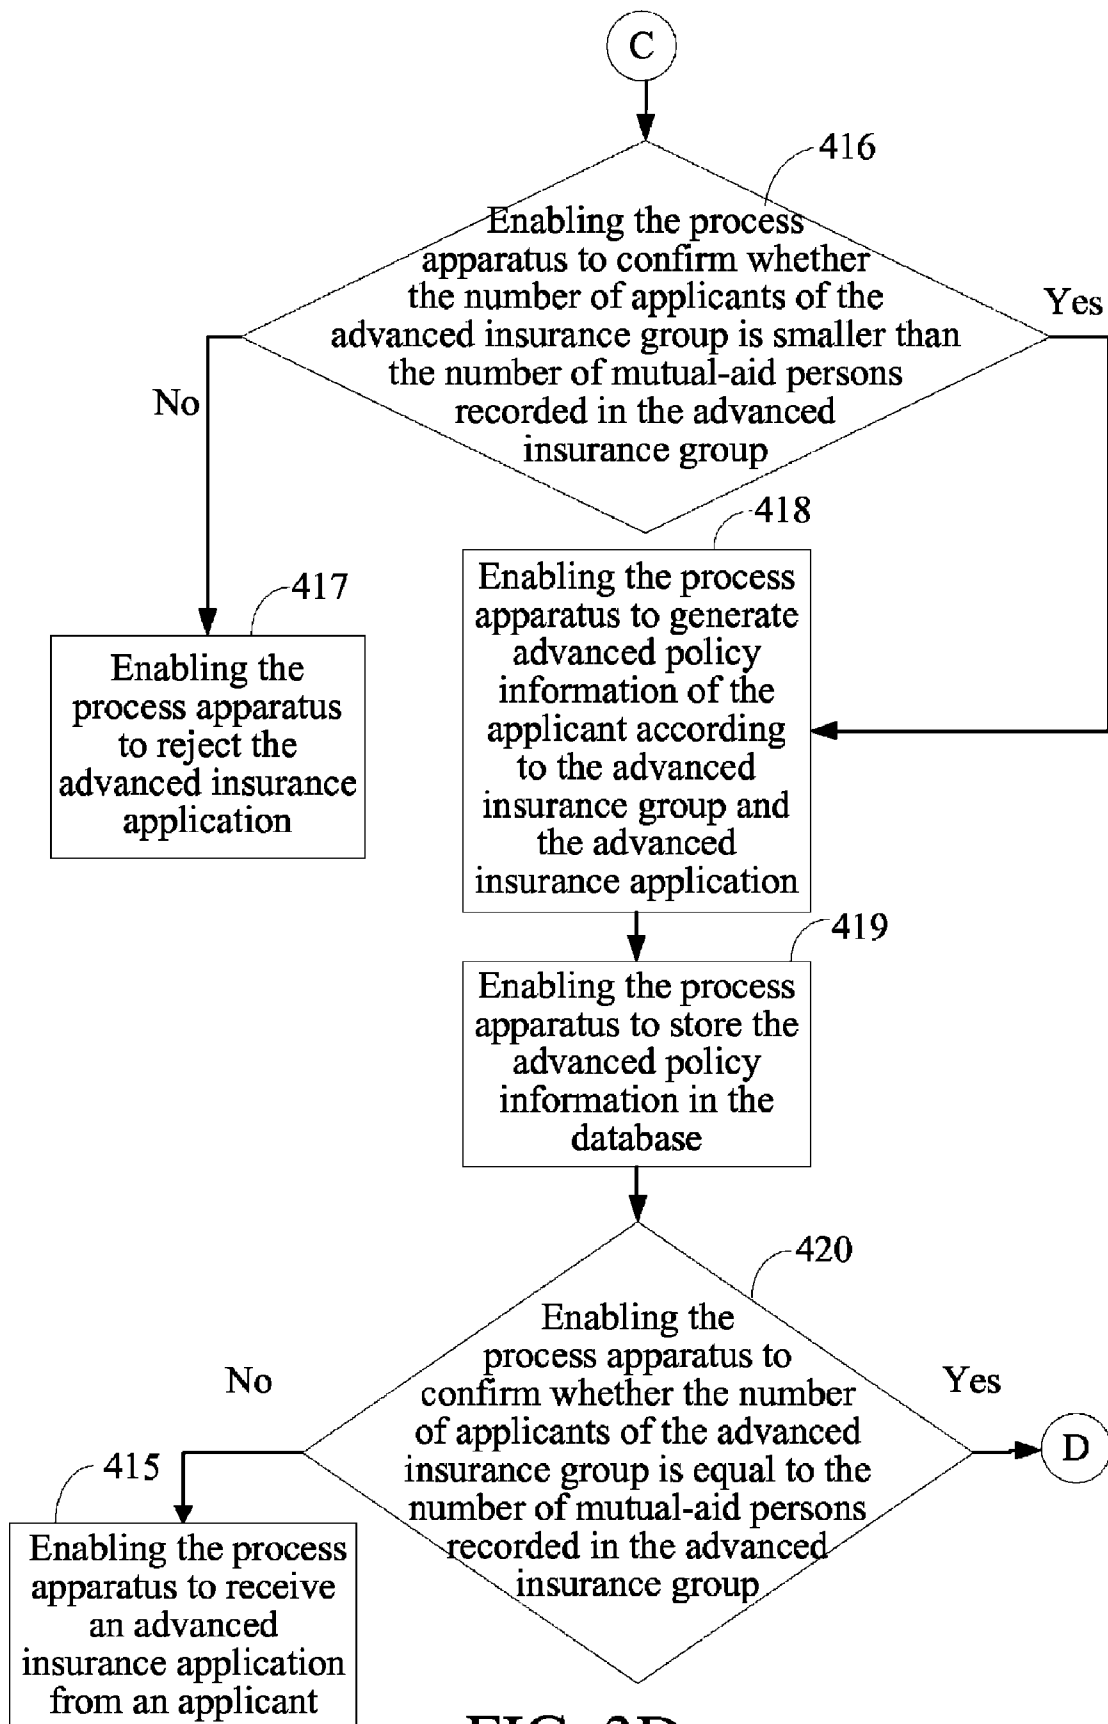 C
416
Enabling the process
apparatus to confirm whether
the number of applicants of the
advanced insurance group is smaller than
the number of mutual-aid persons
recorded in the advanced
insurance group
Yes
No
418
Enabling the process
apparatus to generate
advanced policy
information of the
applicant according
to the advanced
insurance group and
the advanced
insurance application
417
Enabling the
process apparatus
to reject the
advanced insurance
application
419
Enabling the process
apparatus to store the
advanced policy
information in the
database
420
Enabling the
process apparatus to
confirm whether the number
of applicants of the advanced
insurance group is equal to the
number of mutual-aid persons
recorded in the advanced
insurance group
No
Yes
D
415
Enabling the process
apparatus to receive
an advanced
insurance application
from an applicant